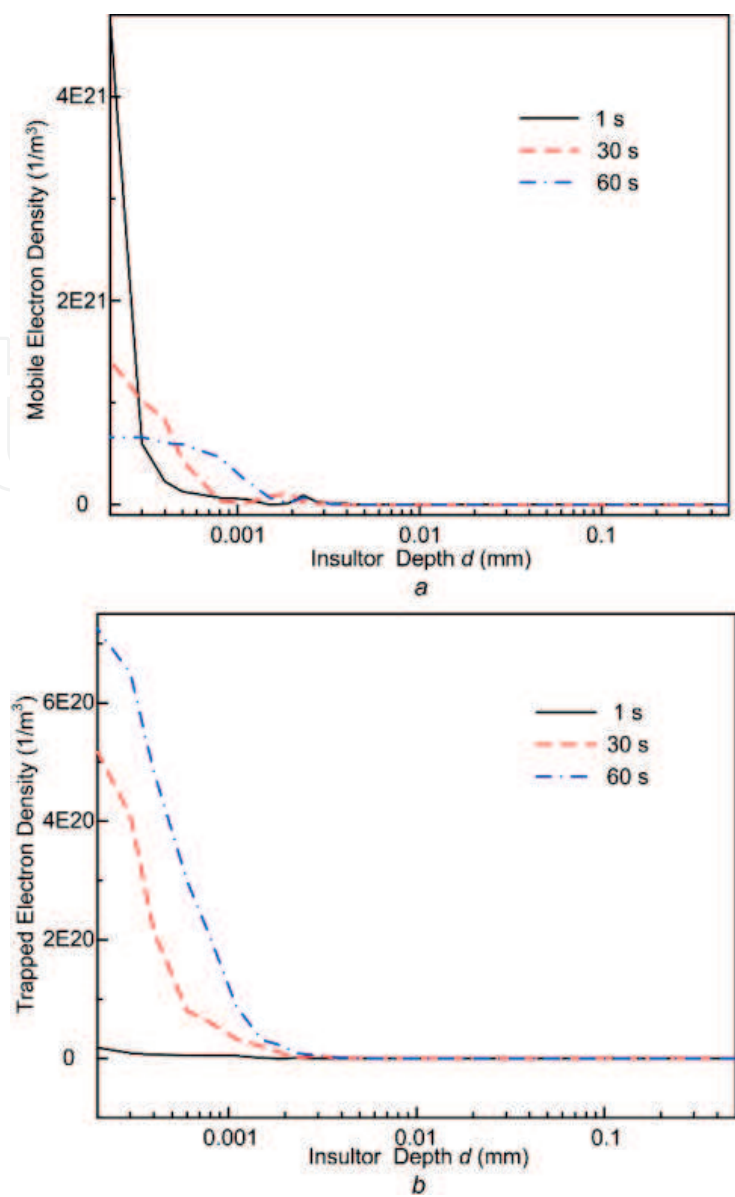 Mobile Electron Density (1/m³)
4E21
2E21
0
1 s
30 s
60 s
0.001
0.01
0.1
Insultor Depth d (mm)
a
Trapped Electron Density (1/m³)
6E20
4E20
2E20
0
1 s
30 s
60 s
0.001
0.01
0.1
Insultor Depth d (mm)
b